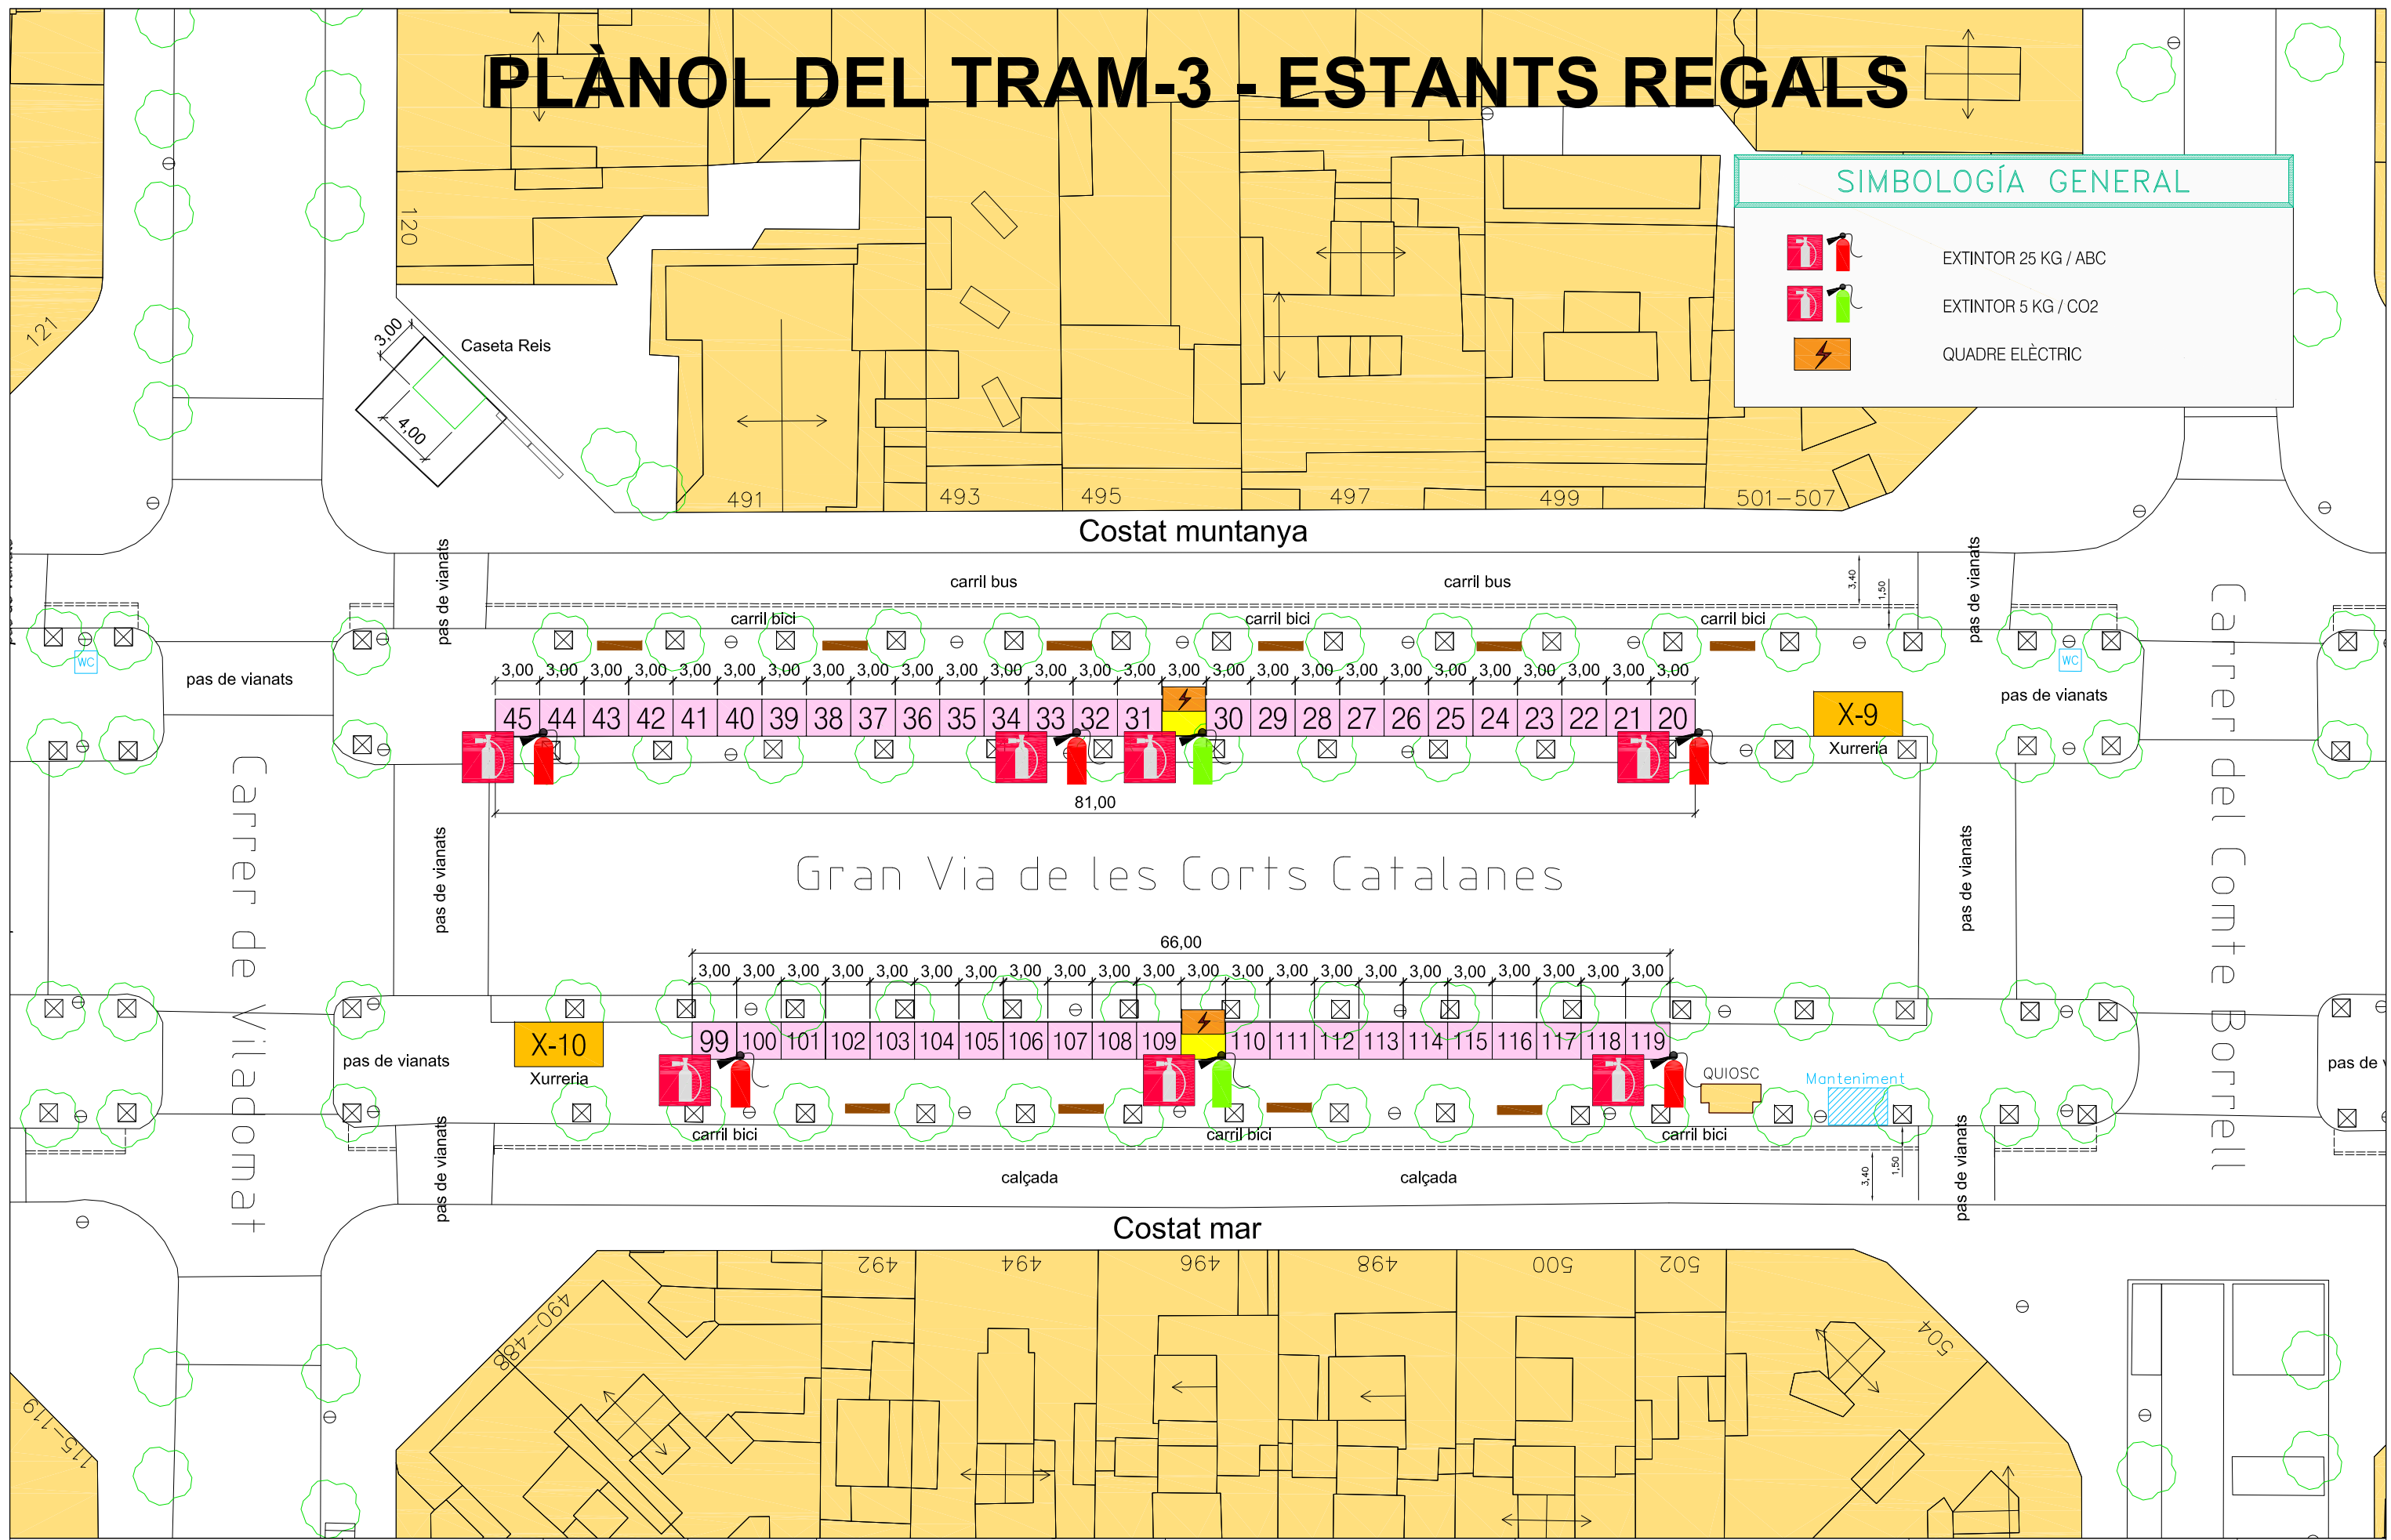 PLÀNOL DEL TRAM-3 - ESTANTS REGALS
SIMBOLOGÍA GENERAL
EXTINTOR 25 KG / ABC
EXTINTOR 5 KG / CO2
QUADRE ELÈCTRIC
120
121
3,00
Caseta Reis
4,00
491
493
495
497
499
501-507
Costat muntanya
pas de vianats
carril bus
carril bus
3,40
1,50
pas de vianats
carril bici
carril bici
carril bici
WC
WC
pas de vianats
pas de vianats
3,00 3,00 3,00 3,00 3,00 3,00 3,00 3,00 3,00 3,00 3,00 3,00 3,00 3,00 3,00 3,00 3,00 3,00 3,00 3,00 3,00 3,00 3,00 3,00 3,00 3,00 3,00
45 44 43 42 41 40 39 38 37 36 35 34 33 32 31 30 29 28 27 26 25 24 23 22 21 20
X-9
Xurreria
81,00
Carrer de Viladomat
pas de vianats
Gran Via de les Corts Catalanes
pas de vianats
Carrer del Comte Borrell
66,00
3,00 3,00 3,00 3,00 3,00 3,00 3,00 3,00 3,00 3,00 3,00 3,00 3,00 3,00 3,00 3,00 3,00 3,00 3,00 3,00 3,00 3,00
X-10
Xurreria
99 100 101 102 103 104 105 106 107 108 109 110 111 112 113 114 115 116 117 118 119
pas de vianats
QUIOSC
Manteniment
pas de v
carril bici
carril bici
carril bici
pas de vianats
calçada
calçada
3,40
1,50
pas de vianats
Costat mar
492
494
496
498
500
502
490-488
504
115-119